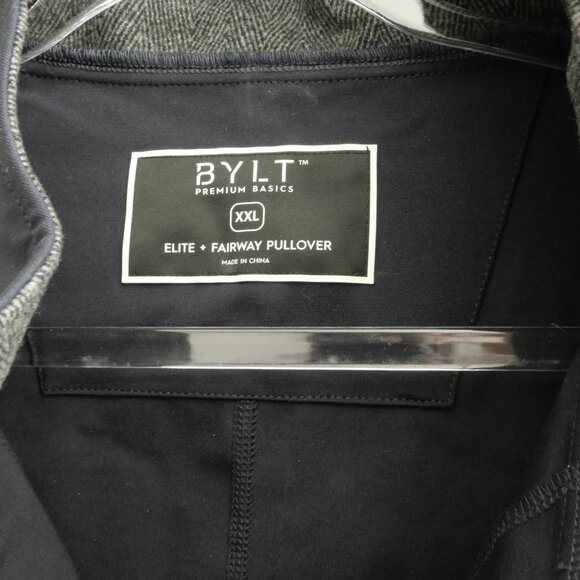 BYLT™
PREMIUM BASICS
XXL
ELITE + FAIRWAY PULLOVER
MADE IN CHINA